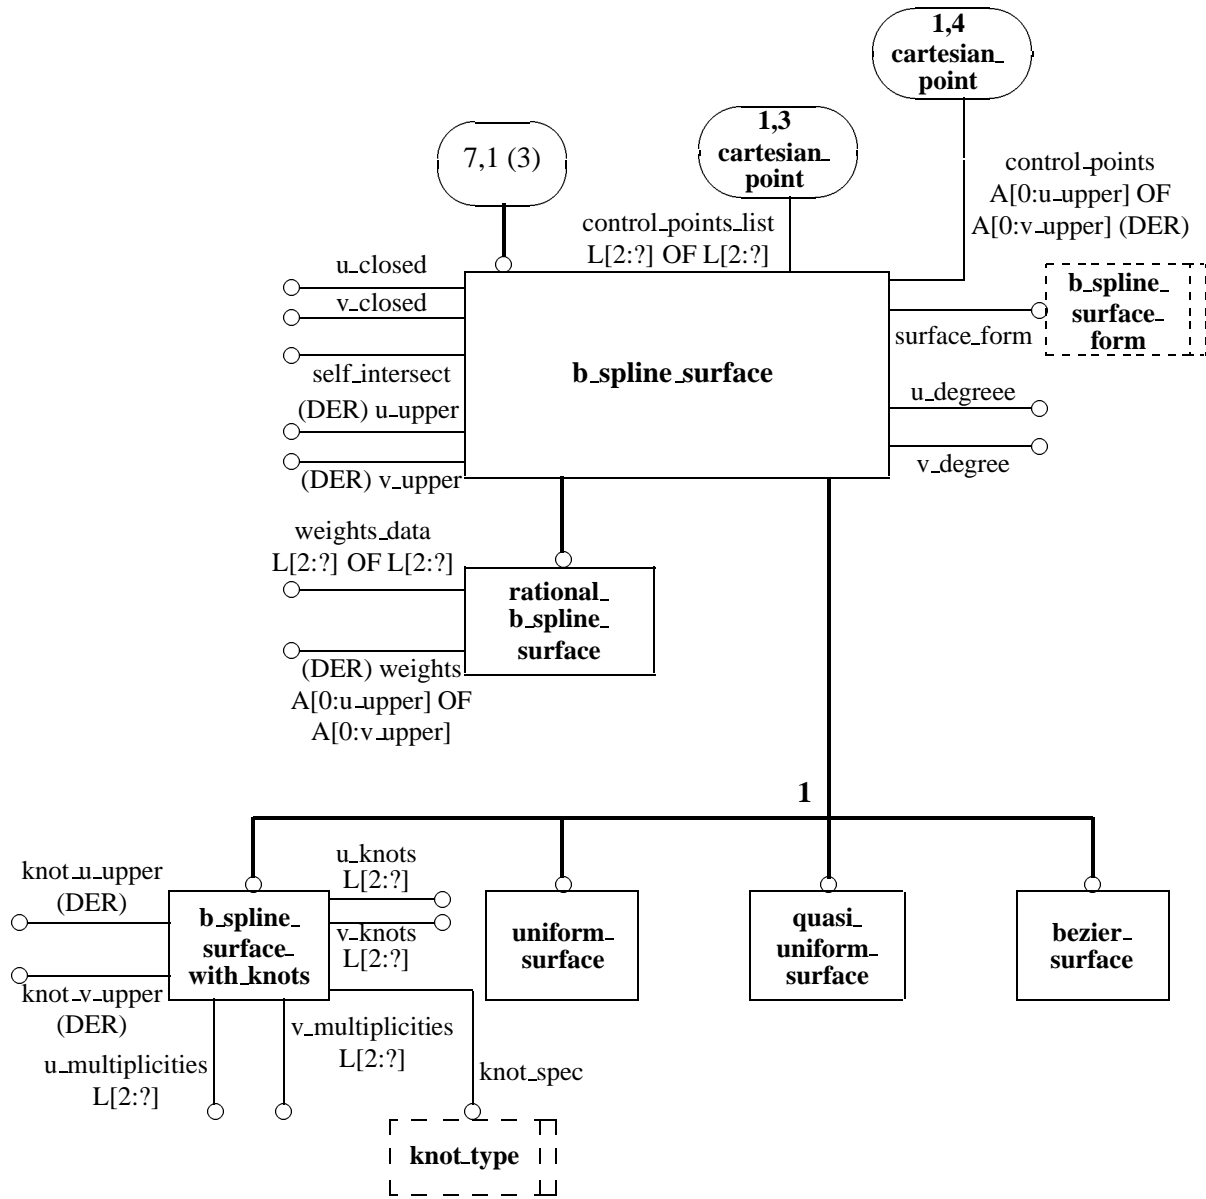 1,4
cartesian_
point
1,3
cartesian_
point
7,1 (3)
control_points
A[0:u_upper] OF
A[0:v_upper] (DER)
control_points_list
L[2:?] OF L[2:?]
u_closed
v_closed
self_intersect
(DER) u_upper
(DER) v_upper
b_spline_surface
b_spline_
surface_
form
surface_form
u_degreee
v_degree
weights_data
L[2:?] OF L[2:?]
rational_
b_spline_
surface
(DER) weights
A[0:u_upper] OF
A[0:v_upper]
1
knot_u_upper
(DER)
u_knots
L[2:?]
b_spline_
surface_
with_knots
v_knots
L[2:?]
uniform_
surface
quasi_
uniform_
surface
bezier_
surface
knot_v_upper
(DER)
v_multiplicities
L[2:?]
u_multiplicities
L[2:?]
knot_spec
knot_type